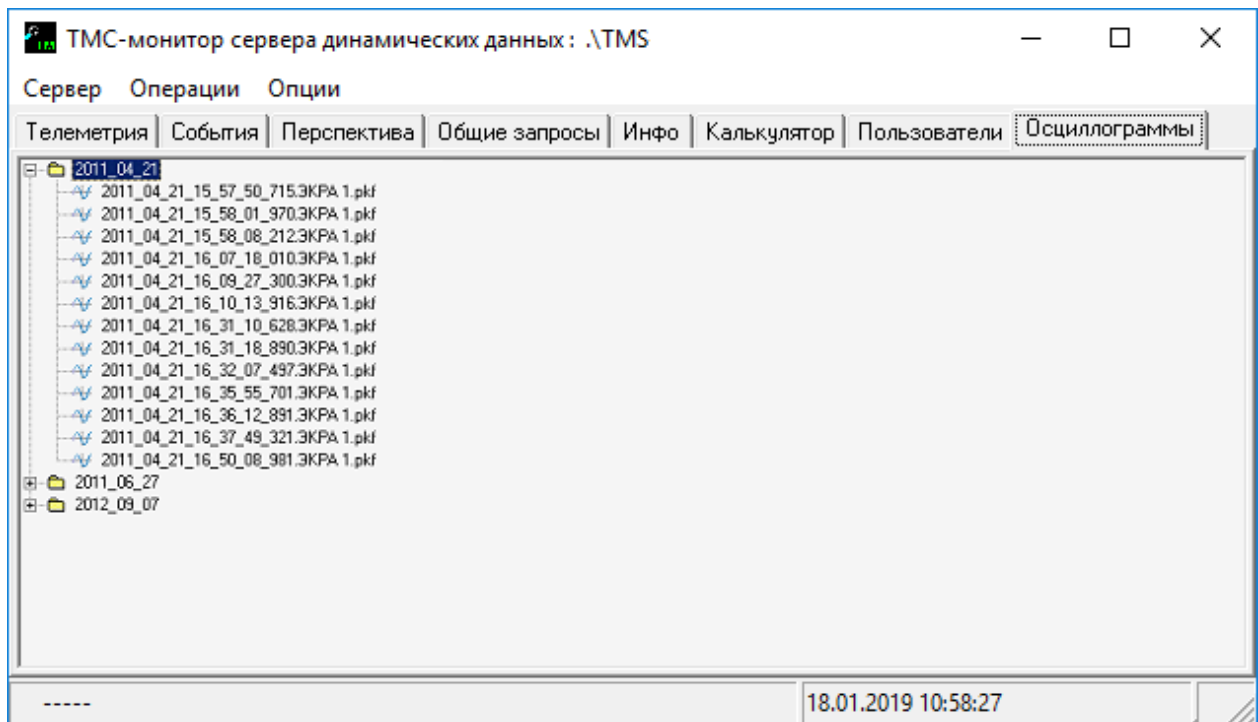 ТМС-монитор сервера динамических данных : .\TMS
Сервер Операции Опции
Телеметрия События Перспектива Общие запросы Инфо Калькулятор Пользователи Осциллограммы
2011_04_21
2011_04_21_15_57_50_715.ЭКРА 1.pkf
2011_04_21_15_58_01_970.ЭКРА 1.pkf
2011_04_21_15_58_08_212.ЭКРА 1.pkf
2011_04_21_16_07_18_010.ЭКРА 1.pkf
2011_04_21_16_09_27_300.ЭКРА 1.pkf
2011_04_21_16_10_13_916.ЭКРА 1.pkf
2011_04_21_16_31_10_628.ЭКРА 1.pkf
2011_04_21_16_31_18_890.ЭКРА 1.pkf
2011_04_21_16_32_07_497.ЭКРА 1.pkf
2011_04_21_16_35_55_701.ЭКРА 1.pkf
2011_04_21_16_36_12_891.ЭКРА 1.pkf
2011_04_21_16_37_49_321.ЭКРА 1.pkf
2011_04_21_16_50_08_981.ЭКРА 1.pkf
2011_06_27
2012_09_07
----- 18.01.2019 10:58:27